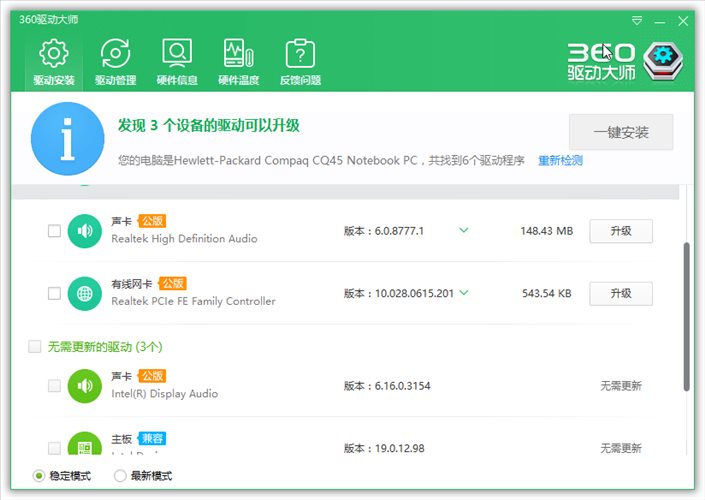 360驱动大师
驱动安装
驱动管理
硬件信息
硬件温度
反馈问题
360
驱动大师
发现 3 个设备的驱动可以升级
一键安装
您的电脑是Hewlett-Packard Compaq CQ45 Notebook PC，共找到6个驱动程序 重新检测
声卡 公版
Realtek High Definition Audio
版本：6.0.8777.1
148.43 MB
升级
有线网卡 公版
Realtek PCIe FE Family Controller
版本：10.028.0615.201
543.54 KB
升级
无需更新的驱动 (3个)
声卡 公版
Intel(R) Display Audio
版本：6.16.0.3154
无需更新
主板 兼容
版本：19.0.12.98
无需更新
稳定模式
最新模式